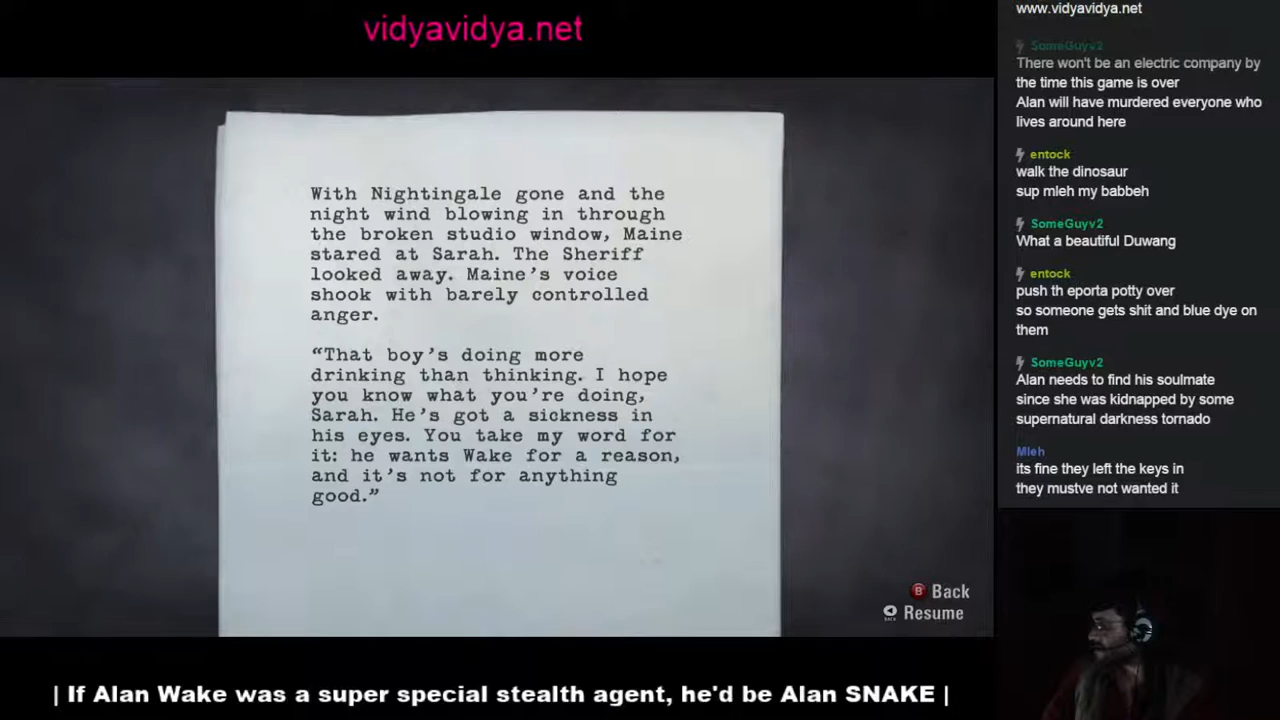 vidyavidya.net
With Nightingale gone and the
night wind blowing in through
the broken studio window, Maine
stared at Sarah. The Sheriff
looked away. Maine's voice
shook with barely controlled
anger.
“That boy's doing more
drinking than thinking. I hope
you know what you're doing,
Sarah. He's got a sickness in
his eyes. You take my word for
it: he wants Wake for a reason,
and it's not for anything
good.”
B Back
BACK Resume
| If Alan Wake was a super special stealth agent, he'd be Alan SNAKE |
www.vidyavidya.net
SomeGuyv2
There won't be an electric company by
the time this game is over
Alan will have murdered everyone who
lives around here
entock
walk the dinosaur
sup mleh my babbeh
SomeGuyv2
What a beautiful Duwang
entock
push th eporta potty over
so someone gets shit and blue dye on
them
SomeGuyv2
Alan needs to find his soulmate
since she was kidnapped by some
supernatural darkness tornado
Mleh
its fine they left the keys in
they mustve not wanted it